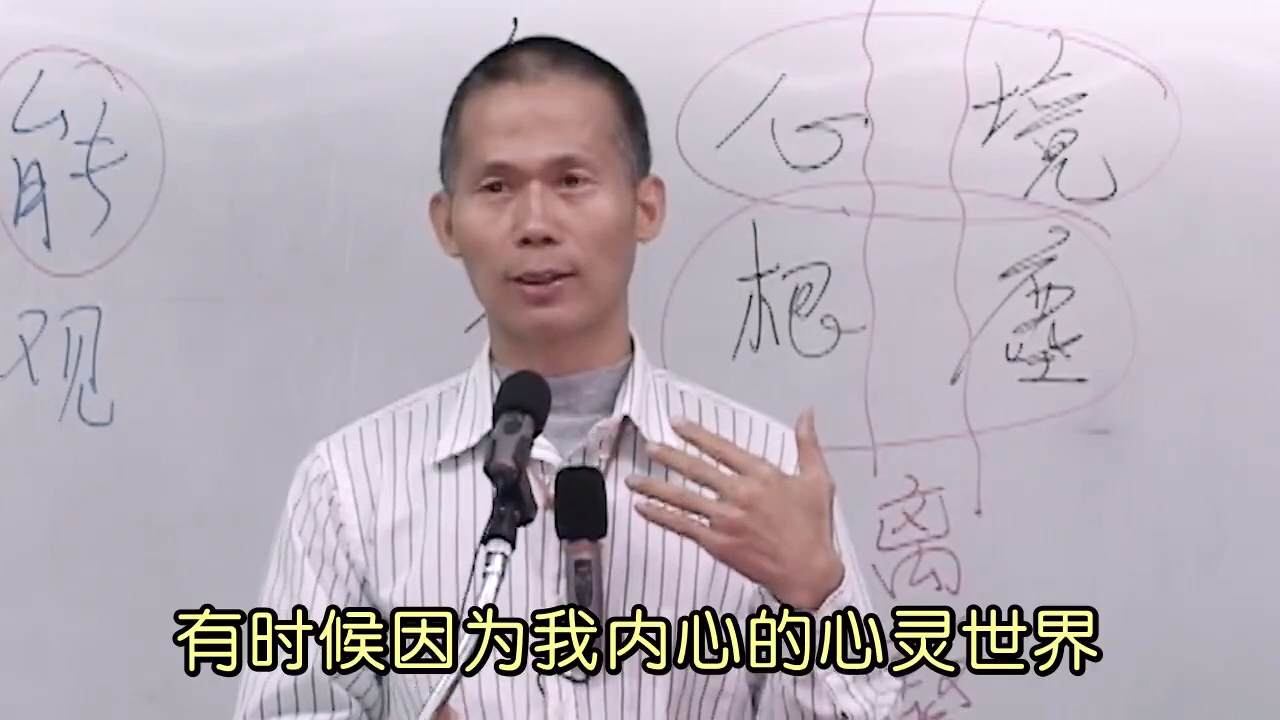 能
观
心 境
根 塵
离
有时候因为我内心的心灵世界